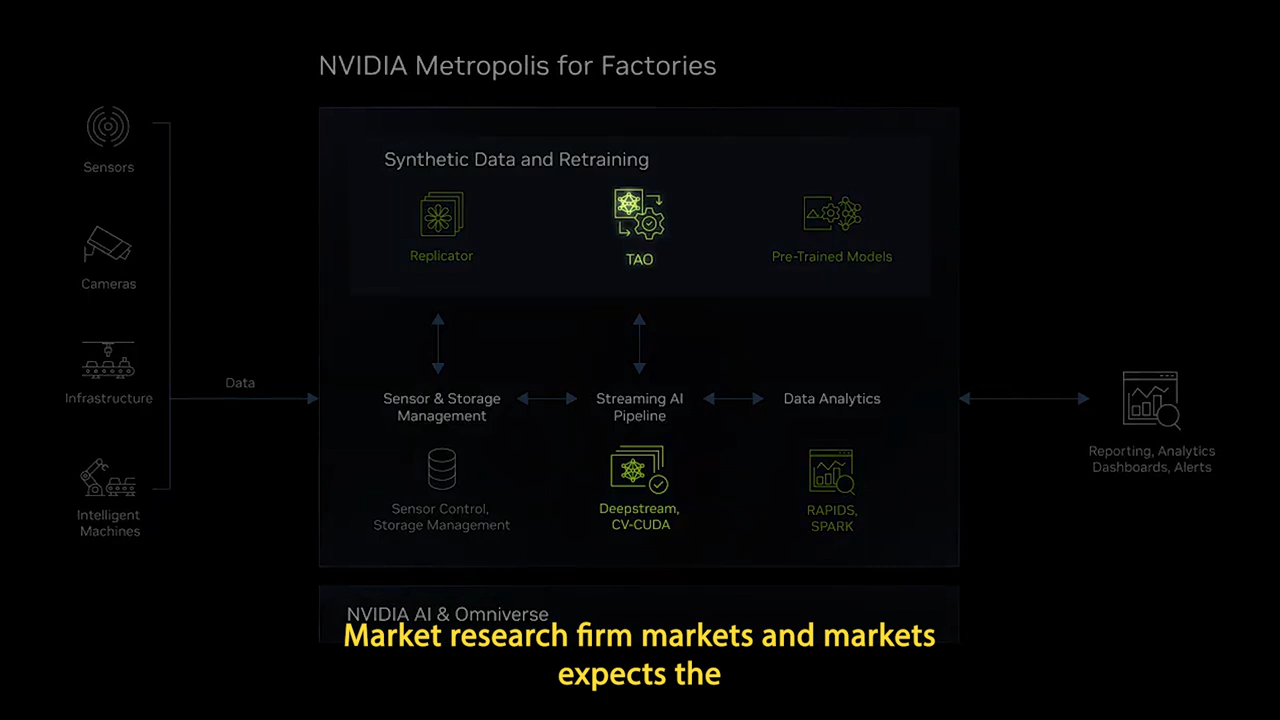 NVIDIA Metropolis for Factories
Sensors
Cameras
Infrastructure
Intelligent
Machines
Data
Synthetic Data and Retraining
Replicator
TAO
Pre-Trained Models
Sensor & Storage
Management
Streaming AI
Pipeline
Data Analytics
Sensor Control,
Storage Management
Deepstream,
CV-CUDA
RAPIDS,
SPARK
Reporting, Analytics
Dashboards, Alerts
NVIDIA AI & Omniverse
Market research firm markets and markets
expects the